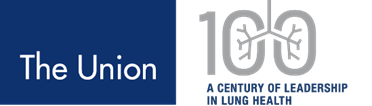 The Union
100
A CENTURY OF LEADERSHIP
IN LUNG HEALTH